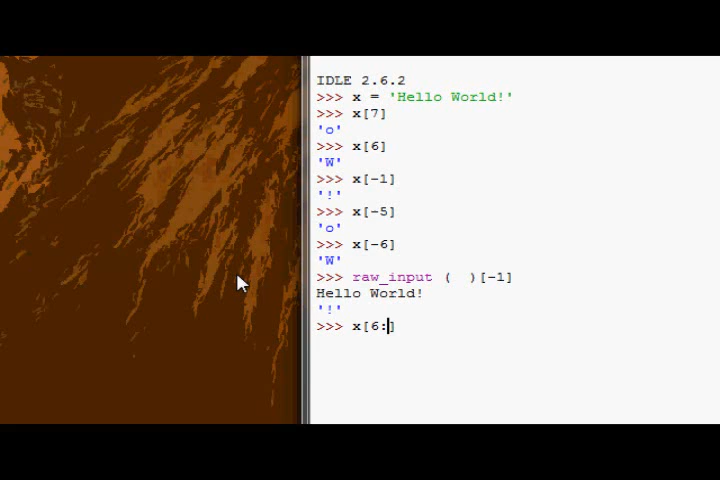 IDLE 2.6.2
>>> x = 'Hello World!'
>>> x[7]
'o'
>>> x[6]
'W'
>>> x[-1]
'!'
>>> x[-5]
'o'
>>> x[-6]
'W'
>>> raw_input (  )[-1]
Hello World!
'!'
>>> x[6:]